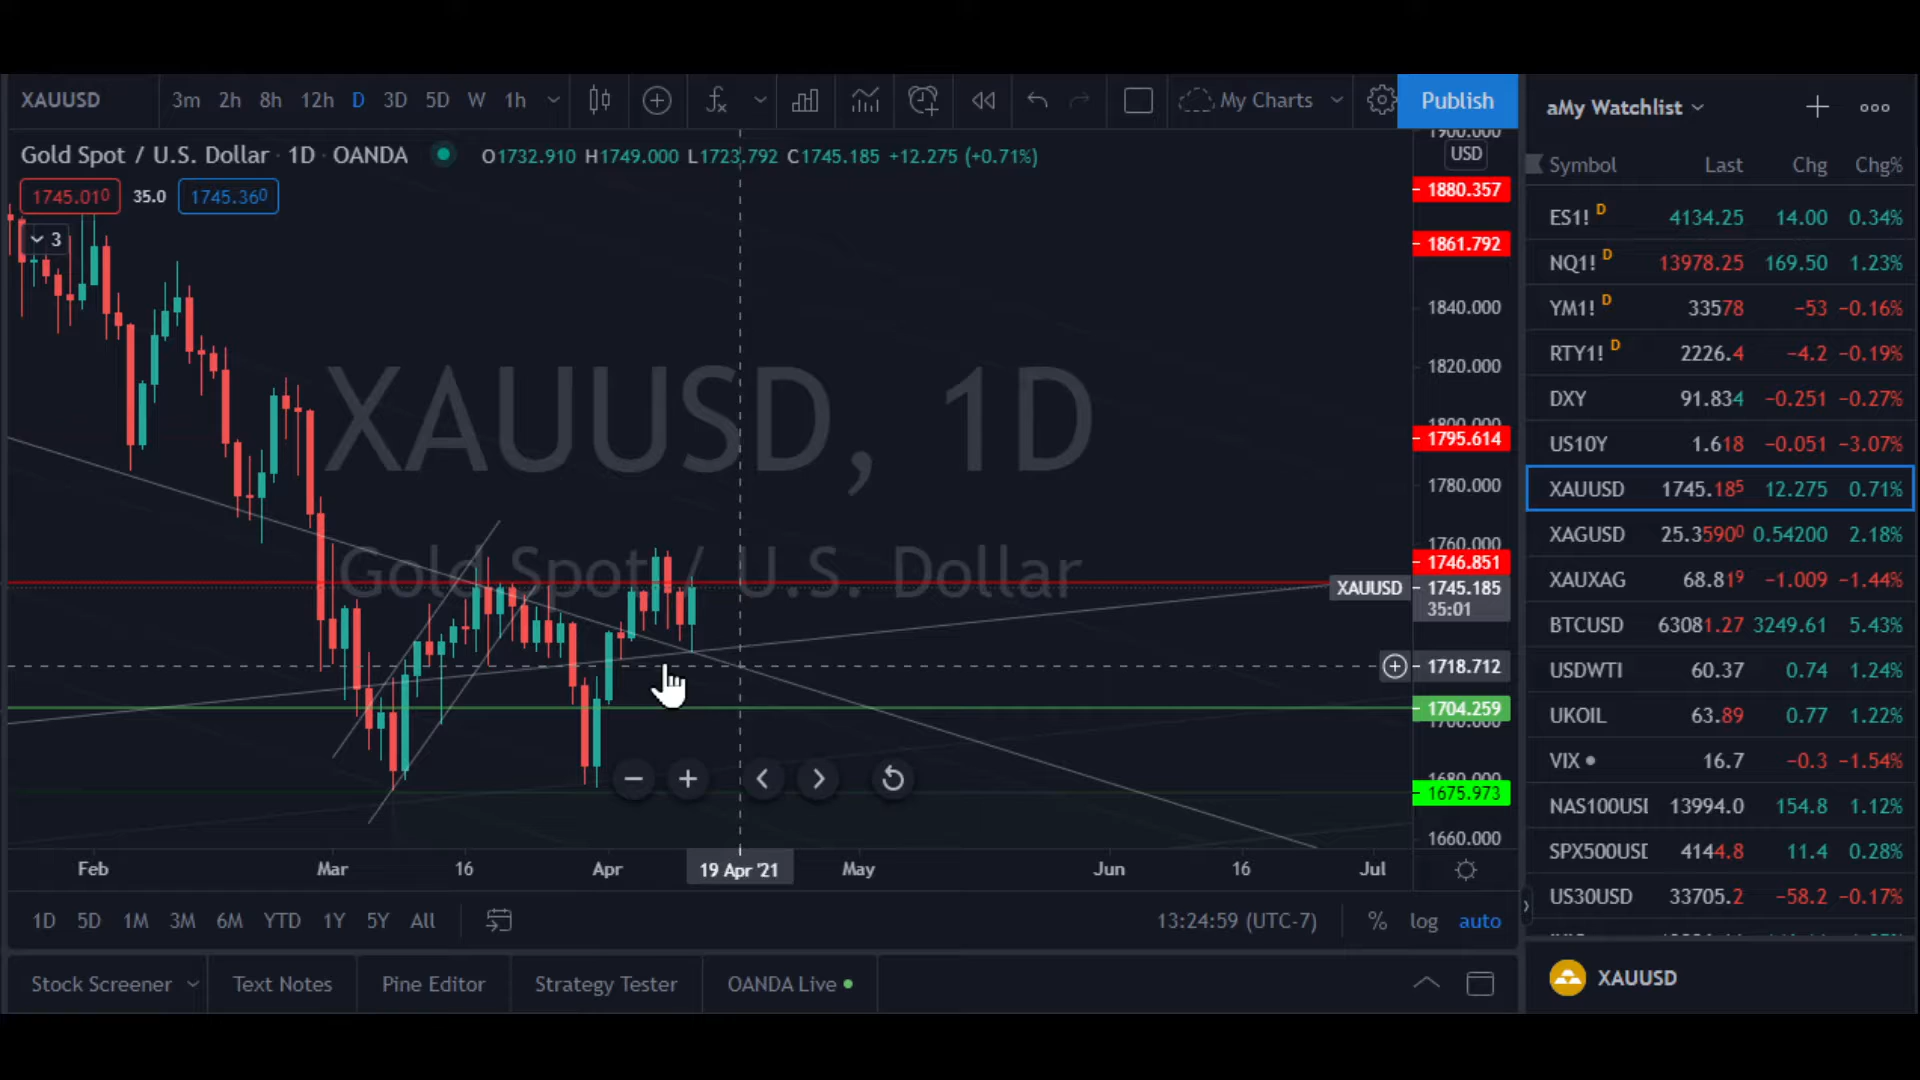 XAUUSD 3m 2h 8h 12h D 3D 5D W 1h My Charts Publish
Gold Spot / U.S. Dollar · 1D · OANDA O1732.910 H1749.000 L1723.792 C1745.185 +12.275 (+0.71%)
1745.010 35.0 1745.360
3
XAUUSD, 1D
Gold Spot / U.S. Dollar
1900.000
USD
1880.357
1861.792
1840.000
1820.000
1800.000
1795.614
1780.000
1760.000
1746.851
XAUUSD 1745.185
35:01
1718.712
1704.259
1700.000
1680.000
1675.973
1660.000
Feb Mar 16 Apr 19 Apr '21 May Jun 16 Jul
1D 5D 1M 3M 6M YTD 1Y 5Y All 13:24:59 (UTC-7) % log auto
Stock Screener Text Notes Pine Editor Strategy Tester OANDA Live
aMy Watchlist
Symbol Last Chg Chg%
ES1! D 4134.25 14.00 0.34%
NQ1! D 13978.25 169.50 1.23%
YM1! D 33578 −53 −0.16%
RTY1! D 2226.4 −4.2 −0.19%
DXY 91.834 −0.251 −0.27%
US10Y 1.618 −0.051 −3.07%
XAUUSD 1745.185 12.275 0.71%
XAGUSD 25.35900 0.54200 2.18%
XAUXAG 68.819 −1.009 −1.44%
BTCUSD 63081.27 3249.61 5.43%
USDWTI 60.37 0.74 1.24%
UKOIL 63.89 0.77 1.22%
VIX 16.7 −0.3 −1.54%
NAS100USD 13994.0 154.8 1.12%
SPX500USD 4144.8 11.4 0.28%
US30USD 33705.2 −58.2 −0.17%
XAUUSD